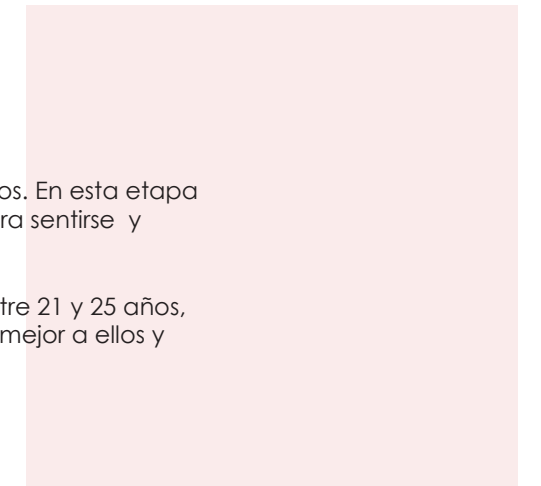 os. En esta etapa
ra sentirse y
tre 21 y 25 años,
mejor a ellos y